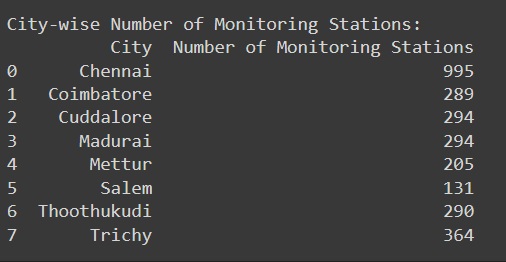 City-wise Number of Monitoring Stations:
City Number of Monitoring Stations
0 Chennai 995
1 Coimbatore 289
2 Cuddalore 294
3 Madurai 294
4 Mettur 205
5 Salem 131
6 Thoothukudi 290
7 Trichy 364